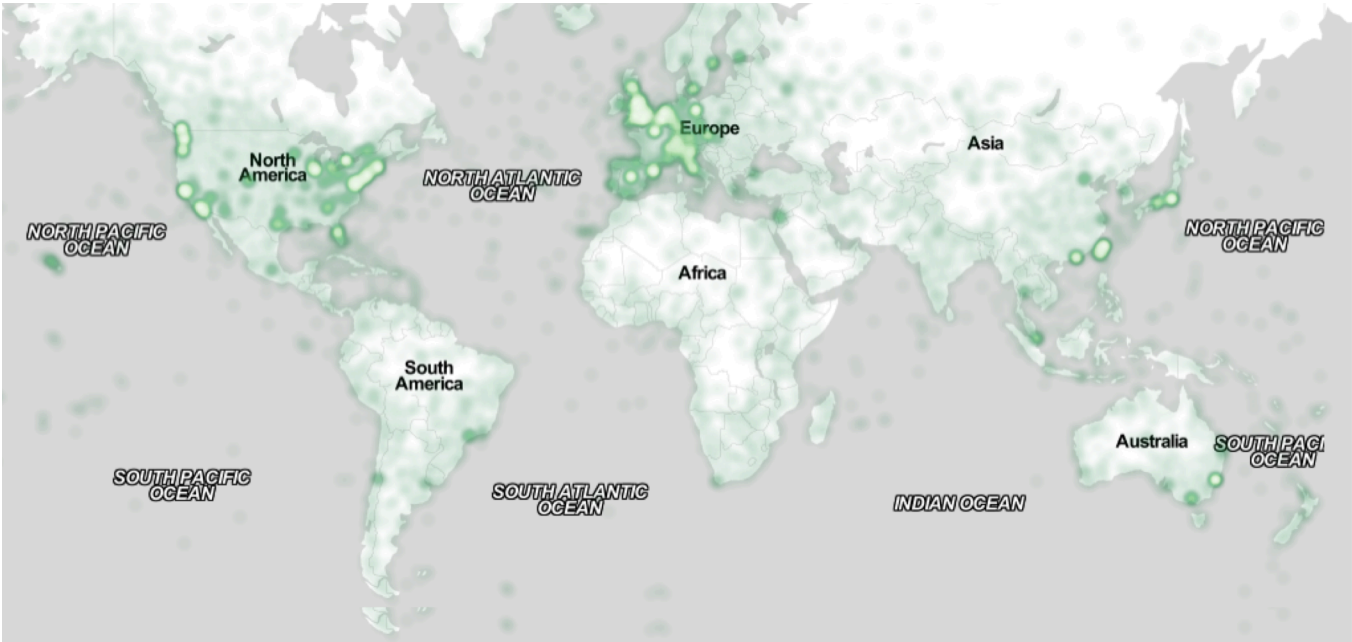 Europe
Asia
North
America
NORTH ATLANTIC
OCEAN
NORTH PACIFIC
OCEAN
NORTH PACIFIC
OCEAN
Africa
South
America
Australia
SOUTH PACI
OCEAN
SOUTH PACIFIC
OCEAN
SOUTH ATLANTIC
OCEAN
INDIAN OCEAN